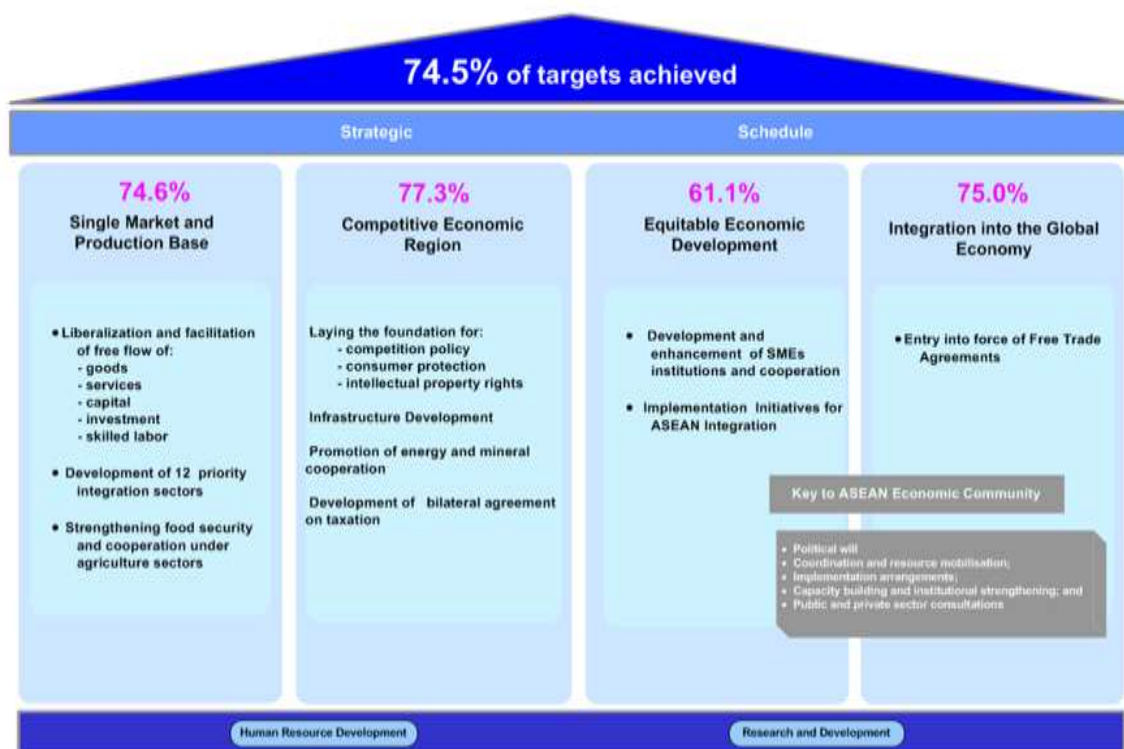 74.5% of targets achieved
Strategic Schedule
74.6%
Single Market and
Production Base
• Liberalization and facilitation
of free flow of:
- goods
- services
- capital
- investment
- skilled labor
• Development of 12 priority
integration sectors
• Strengthening food security
and cooperation under
agriculture sectors
77.3%
Competitive Economic
Region
Laying the foundation for:
- competition policy
- consumer protection
- intellectual property rights
Infrastructure Development
Promotion of energy and mineral
cooperation
Development of bilateral agreement
on taxation
61.1%
Equitable Economic
Development
• Development and
enhancement of SMEs
institutions and cooperation
• Implementation Initiatives for
ASEAN Integration
75.0%
Integration into the Global
Economy
• Entry into force of Free Trade
Agreements
Key to ASEAN Economic Community
• Political will
• Coordination and resource mobilisation;
• Implementation arrangements;
• Capacity building and institutional strengthening; and
• Public and private sector consultations
Human Resource Development
Research and Development